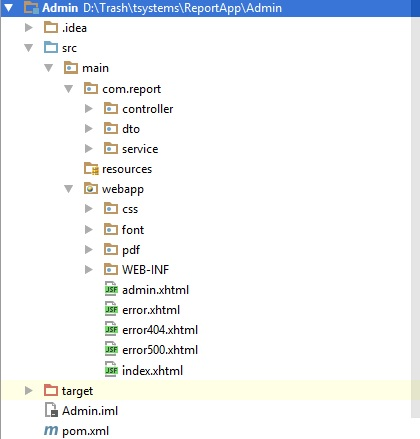 Admin D:\Trash\tsystems\ReportApp\Admin
.idea
src
main
com.report
controller
dto
service
resources
webapp
css
font
pdf
WEB-INF
JSF admin.xhtml
JSF error.xhtml
JSF error404.xhtml
JSF error500.xhtml
JSF index.xhtml
target
Admin.iml
m pom.xml